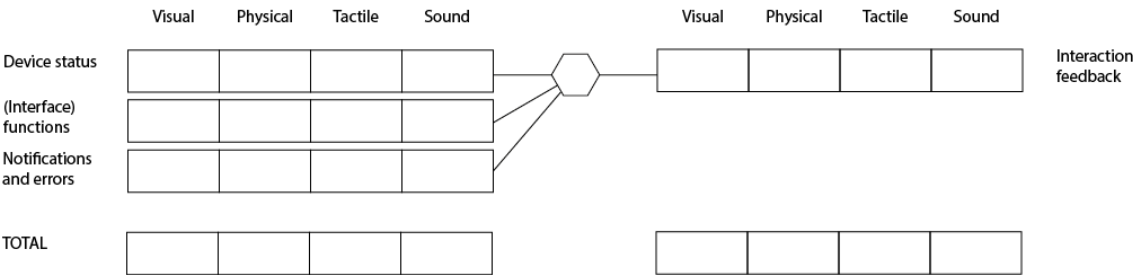 Visual Physical Tactile Sound Visual Physical Tactile Sound
Device status
Interaction
feedback
(Interface)
functions
Notifications
and errors
TOTAL